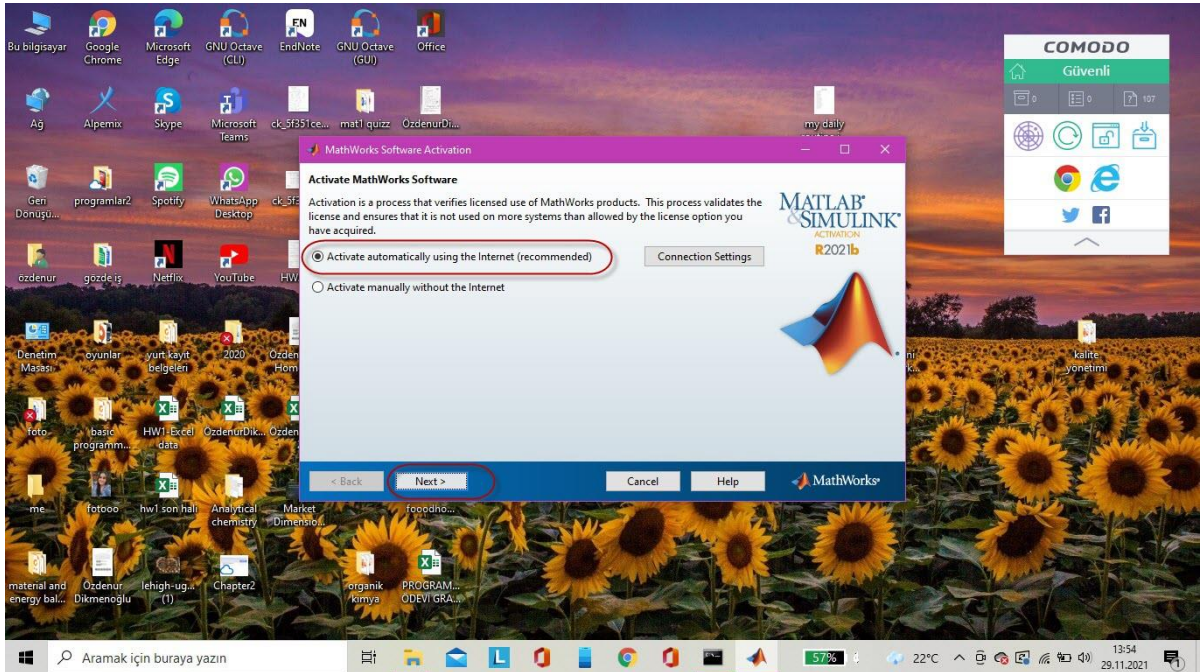 Bu bilgisayar
Google
Chrome
Microsoft
Edge
GNU Octave
(CLI)
EN
EndNote
GNU Octave
(GUI)
Office
Ağ
Alpemix
Skype
Microsoft
Teams
ck_5f351ce...
mat1 quizz
ÖzdenurDi...
my daily
Geri
Dönüşü...
programlar2
Spotify
WhatsApp
Desktop
özdenur
gözde iş
Netflix
YouTube
Denetim
Masası
oyunlar
yurt kayıt
belgeleri
2020
foto
basic
programm...
HW1-Excel
data
OzdenurDik...
me
fotooo
hw1 son hali
Analytical
chemistry
Market
Dimensio...
material and
energy bal...
Özdenur
Dikmenoğlu
lehigh-ug...
(1)
Chapter2
organik
kimya
PROGRAM...
ODEVİ GRA...
kalite
yönetimi
COMODO
Güvenli
0
0
107
MathWorks Software Activation
Activate MathWorks Software
Activation is a process that verifies licensed use of MathWorks products. This process validates the
license and ensures that it is not used on more systems than allowed by the license option you
have acquired.
Activate automatically using the Internet (recommended)
Connection Settings
Activate manually without the Internet
MATLAB®
&SIMULINK®
ACTIVATION
R2021b
< Back
Next >
Cancel
Help
MathWorks®
Aramak için buraya yazın
57%
22°C
13:54
29.11.2021